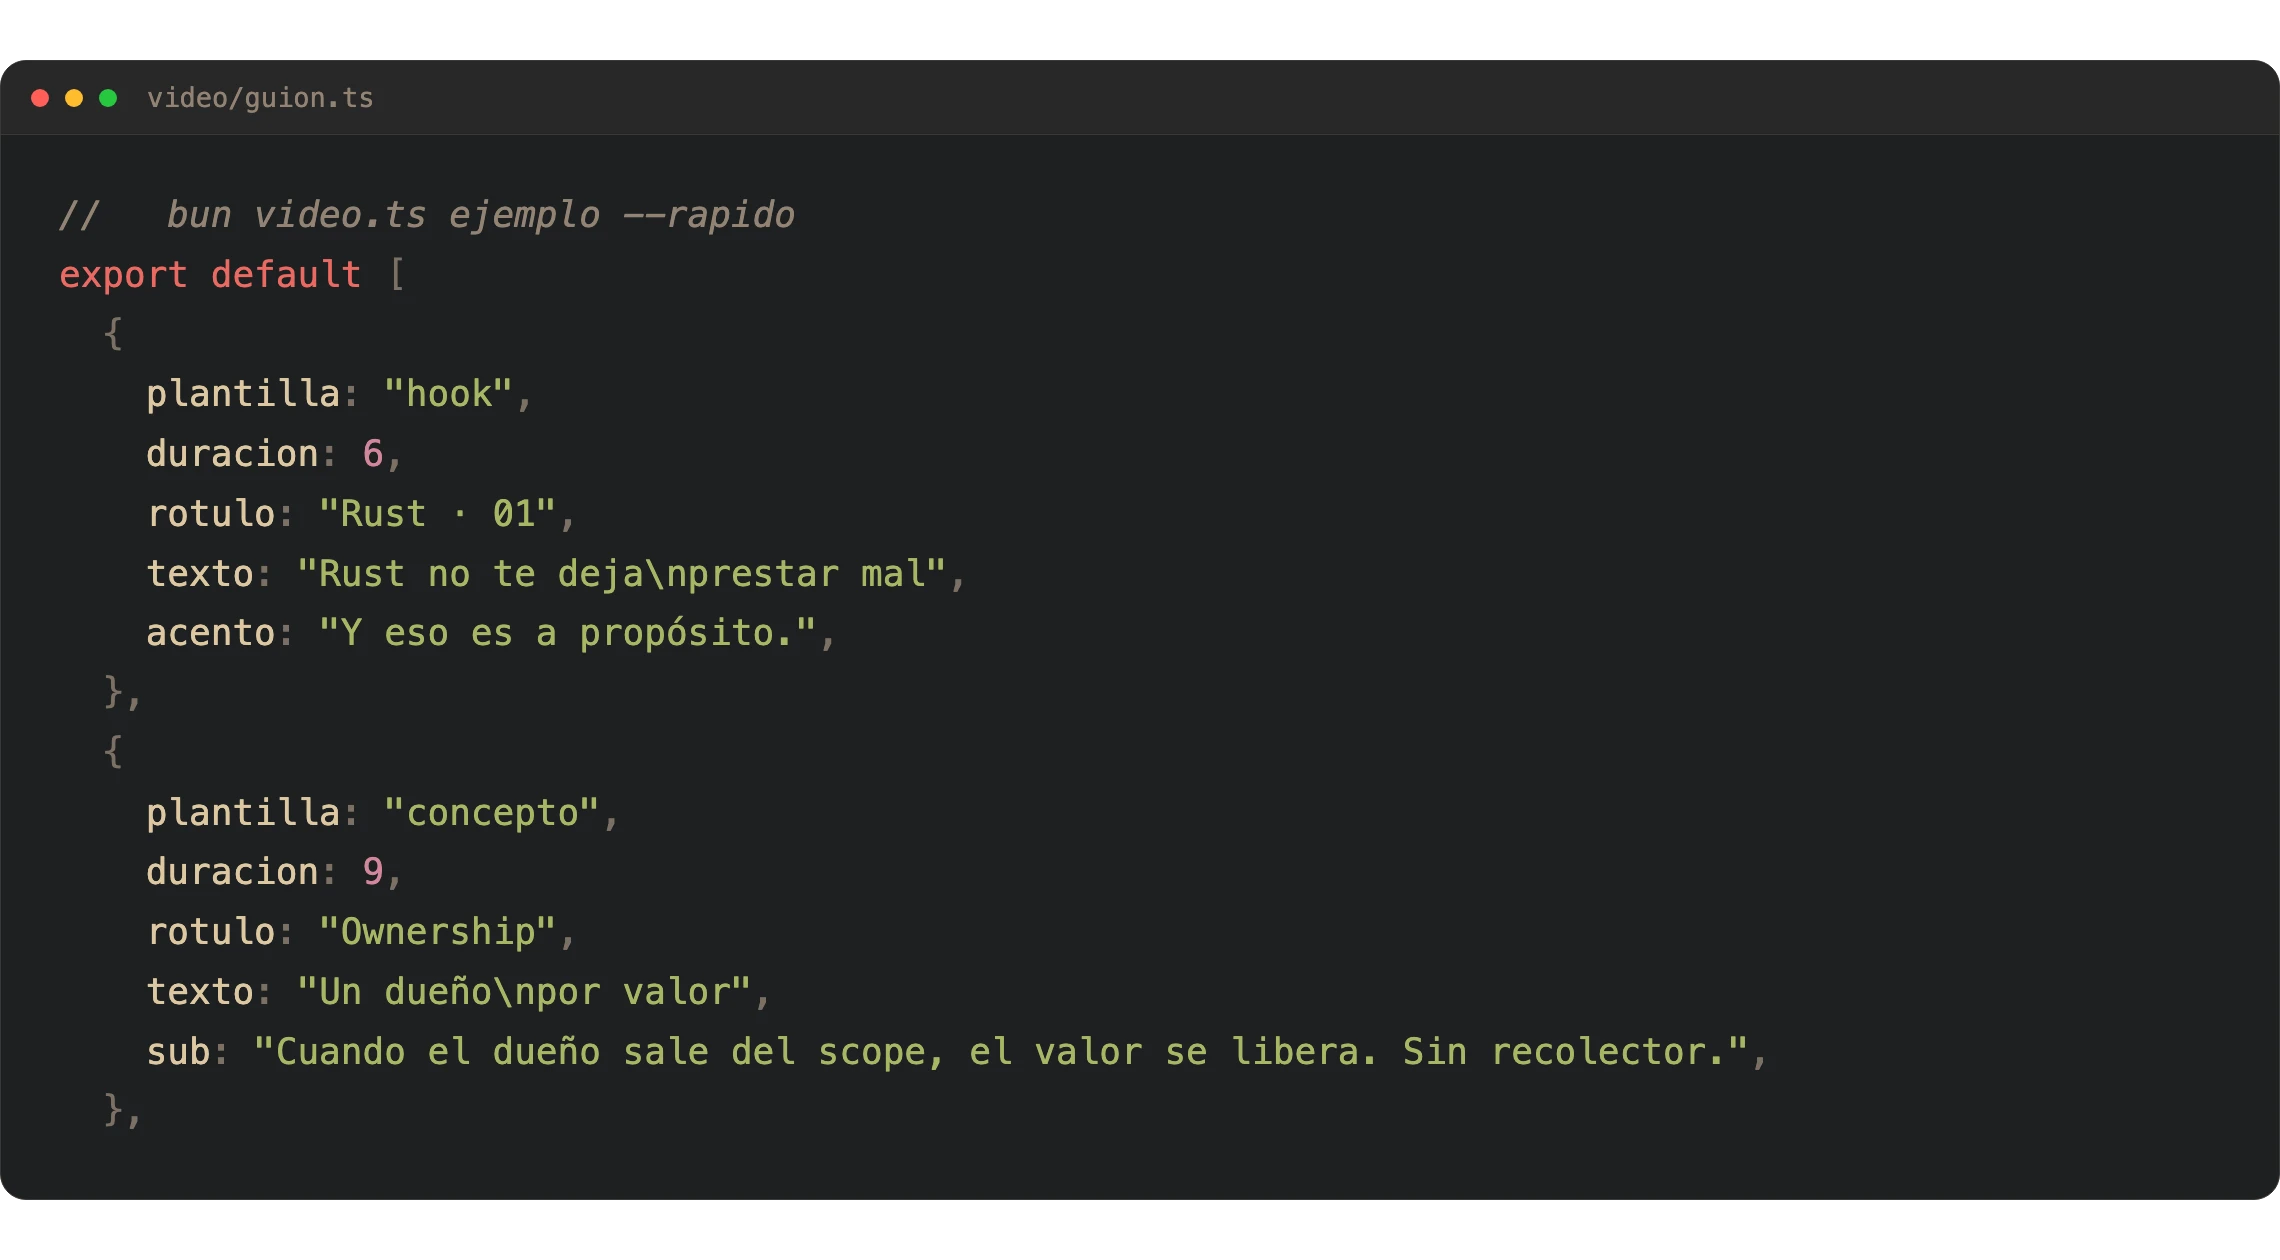 video/guion.ts
//   bun video.ts ejemplo --rapido
export default [
  {
    plantilla: "hook",
    duracion: 6,
    rotulo: "Rust · 01",
    texto: "Rust no te deja\nprestar mal",
    acento: "Y eso es a propósito.",
  },
  {
    plantilla: "concepto",
    duracion: 9,
    rotulo: "Ownership",
    texto: "Un dueño\npor valor",
    sub: "Cuando el dueño sale del scope, el valor se libera. Sin recolector.",
  },